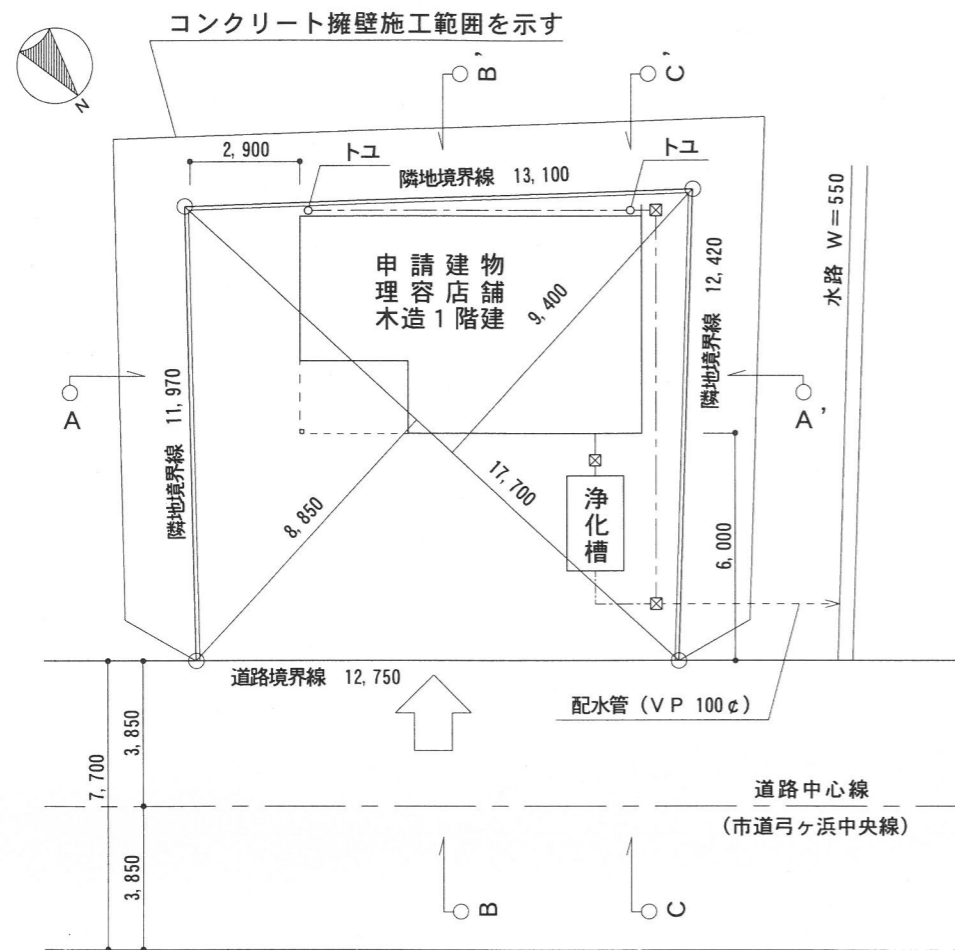 コンクリート擁壁施工範囲を示す
N
B'
C'
2,900
トユ
トユ
隣地境界線 13,100
申請建物
理容店舗
木造1階建
9,400
隣地境界線 12,420
水路 W=550
A
A'
隣地境界線 11,970
8,850
17,700
浄化槽
6,000
道路境界線 12,750
配水管(VP 100¢)
7,700
3,850
3,850
道路中心線
(市道弓ヶ浜中央線)
B
C